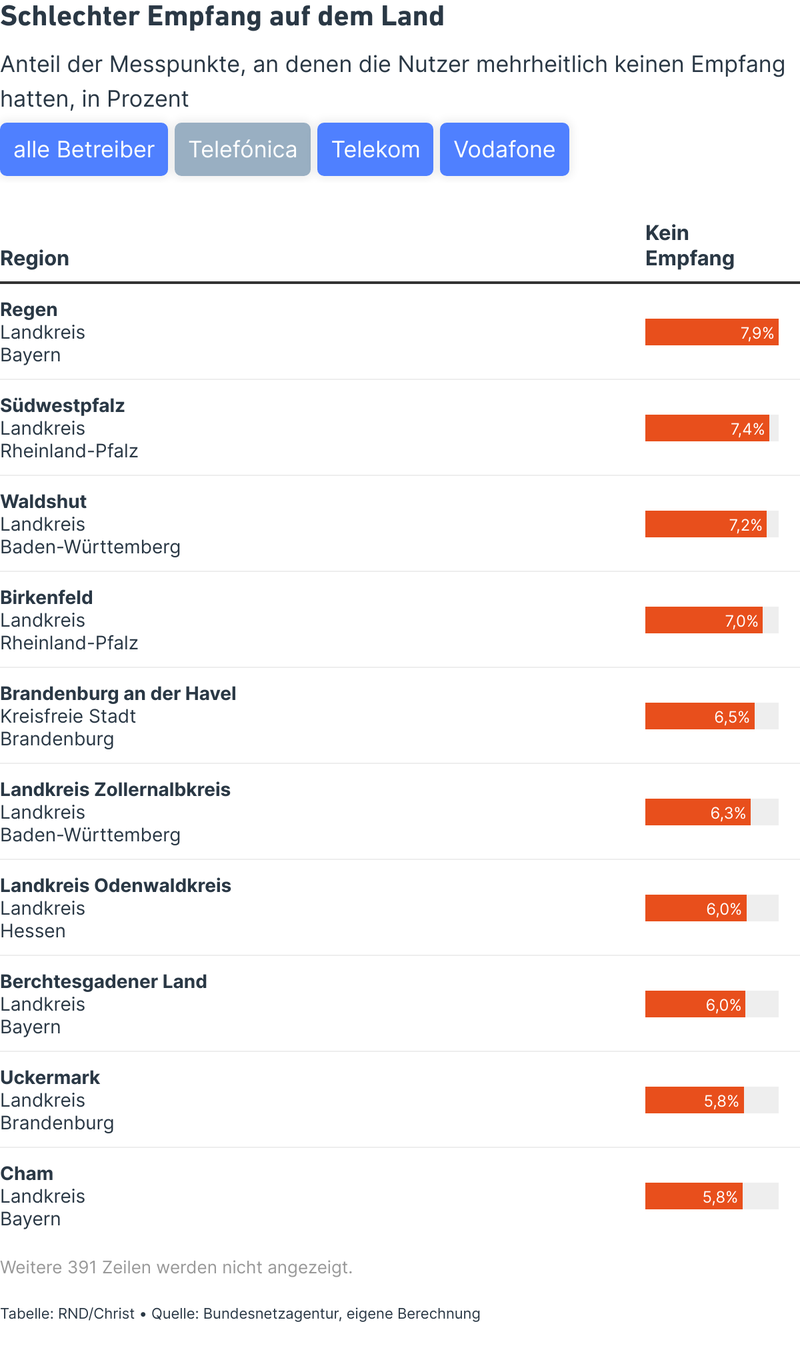 Schlechter Empfang auf dem Land
Anteil der Messpunkte, an denen die Nutzer mehrheitlich keinen Empfang
hatten, in Prozent
alle Betreiber Telefónica Telekom Vodafone
Kein
Region Empfang
Regen
Landkreis 7,9%
Bayern
Südwestpfalz
Landkreis 7,4%
Rheinland-Pfalz
Waldshut
Landkreis 7,2%
Baden-Württemberg
Birkenfeld
Landkreis 7,0%
Rheinland-Pfalz
Brandenburg an der Havel
Kreisfreie Stadt 6,5%
Brandenburg
Landkreis Zollernalbkreis
Landkreis 6,3%
Baden-Württemberg
Landkreis Odenwaldkreis
Landkreis 6,0%
Hessen
Berchtesgadener Land
Landkreis 6,0%
Bayern
Uckermark
Landkreis 5,8%
Brandenburg
Cham
Landkreis 5,8%
Bayern
Weitere 391 Zeilen werden nicht angezeigt.
Tabelle: RND/Christ • Quelle: Bundesnetzagentur, eigene Berechnung